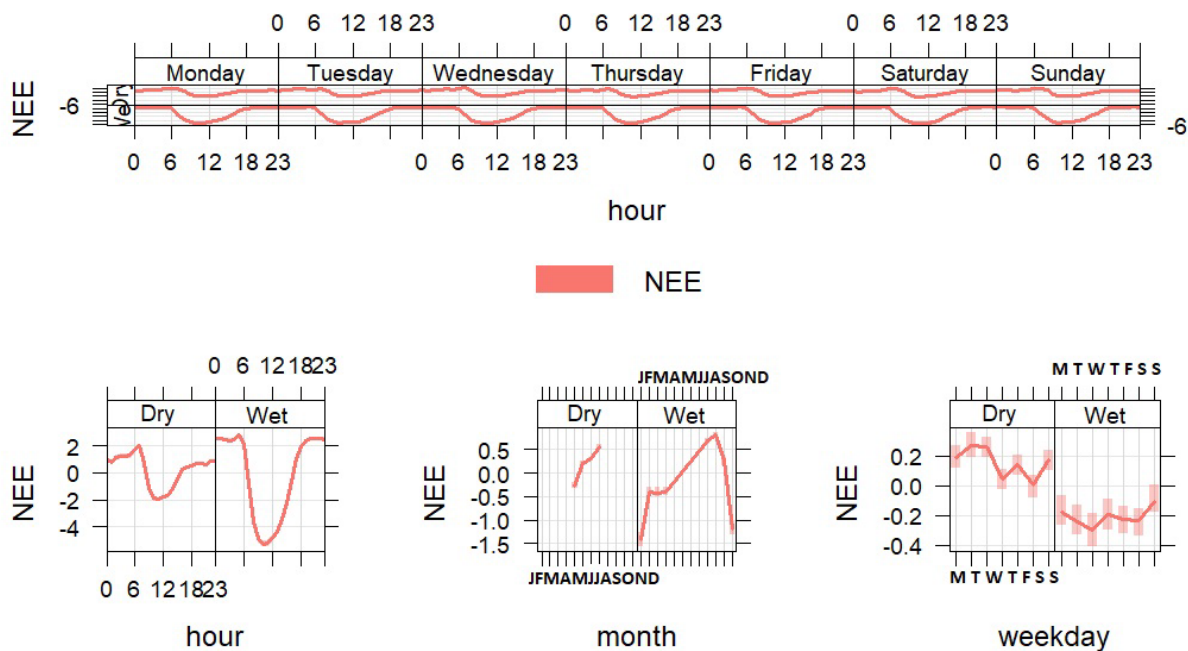 0 6 12 18 23 0 6 12 18 23 0 6 12 18 23
Monday Tuesday Wednesday Thursday Friday Saturday Sunday
NEE
-6
Dry
-6
0 6 12 18 23 0 6 12 18 23 0 6 12 18 23 0 6 12 18 23
hour
NEE
0 6 12 18 23
Dry Wet
NEE
2
0
-2
-4
0 6 12 18 23
hour
JFMAMJJASOND
Dry Wet
NEE
0.5
0.0
-0.5
-1.0
-1.5
JFMAMJJASOND
month
M T W T F S S
Dry Wet
NEE
0.2
0.0
-0.2
-0.4
M T W T F S S
weekday